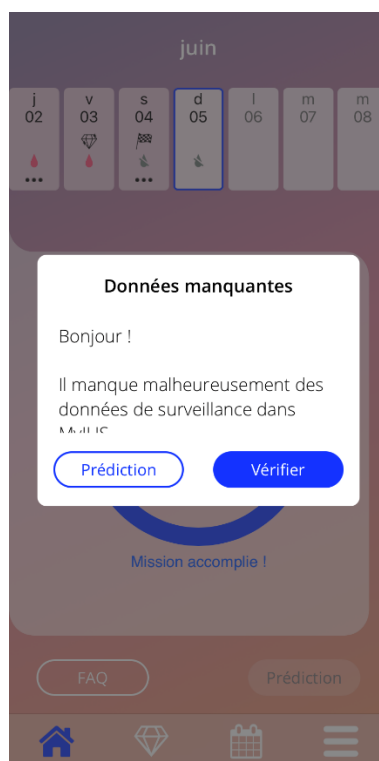 juin
j v s d l m m
02 03 04 05 06 07 08
Données manquantes
Bonjour !
Il manque malheureusement des
données de surveillance dans
Prédiction Vérifier
Mission accomplie !
FAQ Prédiction